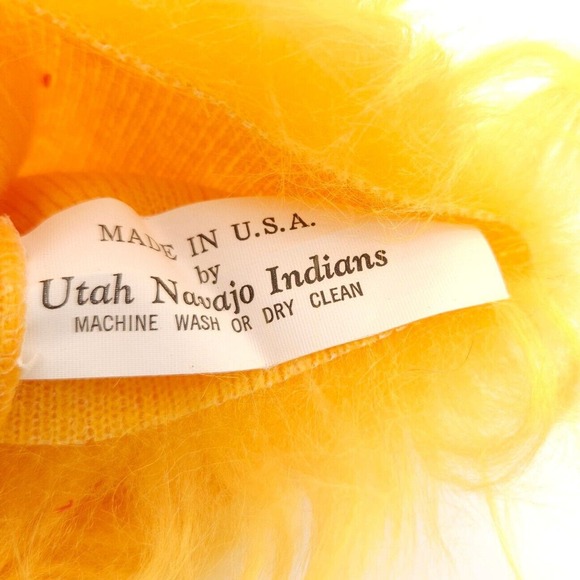 MADE IN U.S.A.
by
Utah Navajo Indians
MACHINE WASH OR DRY CLEAN